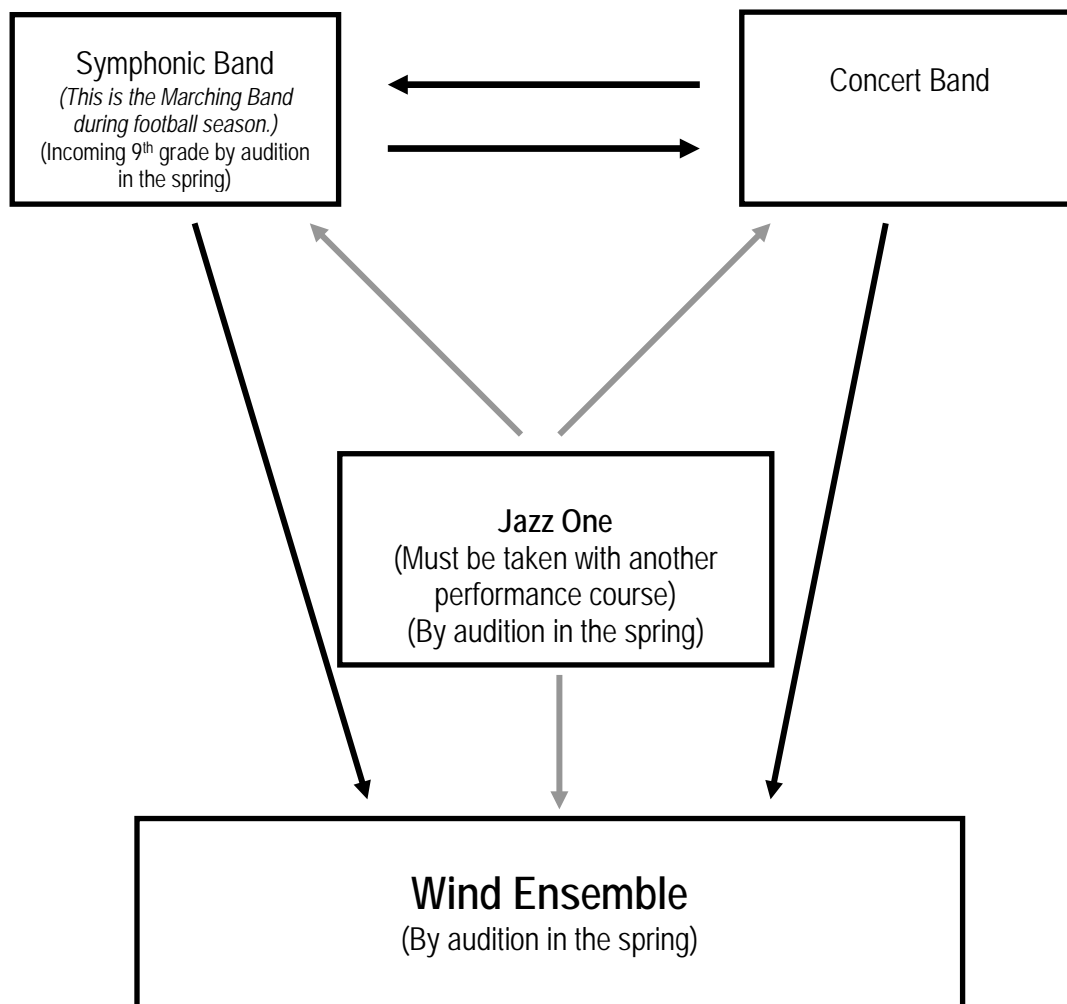 Symphonic Band
(This is the Marching Band
during football season.)
(Incoming 9th grade by audition
in the spring)
Concert Band
Jazz One
(Must be taken with another
performance course)
(By audition in the spring)
Wind Ensemble
(By audition in the spring)